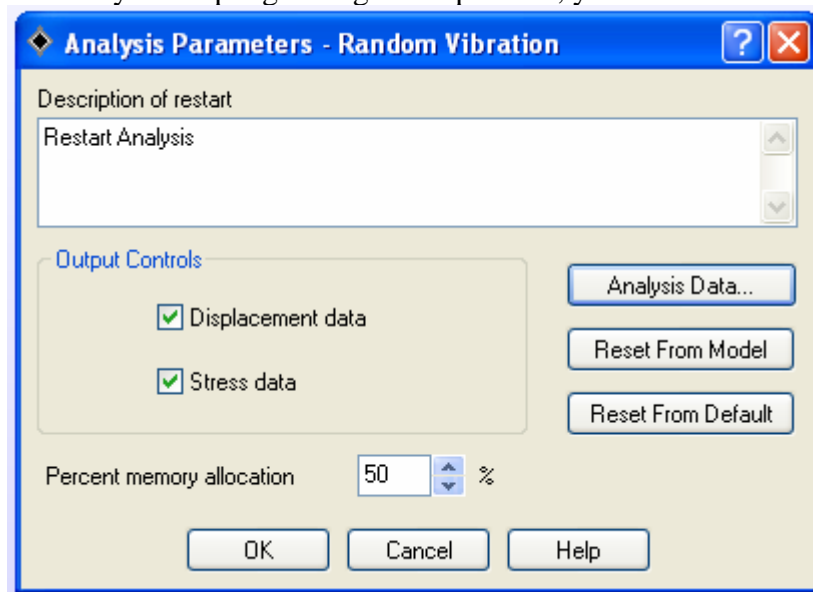 Analysis Parameters - Random Vibration
Description of restart
Restart Analysis
Output Controls
Displacement data
Stress data
Analysis Data...
Reset From Model
Reset From Default
Percent memory allocation 50 %
OK Cancel Help